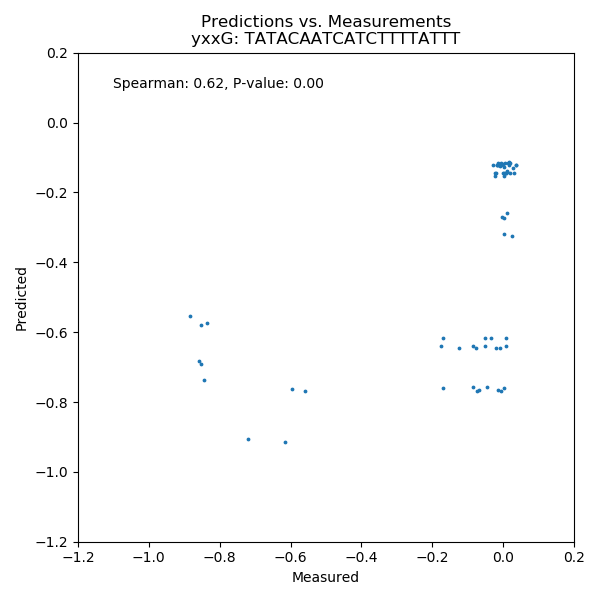 Predictions vs. Measurements
yxxG: TATACAATCATCTTTTATTT
Spearman: 0.62, P-value: 0.00
0.2
0.0
−0.2
−0.4
−0.6
−0.8
−1.0
−1.2
Predicted
−1.2 −1.0 −0.8 −0.6 −0.4 −0.2 0.0 0.2
Measured